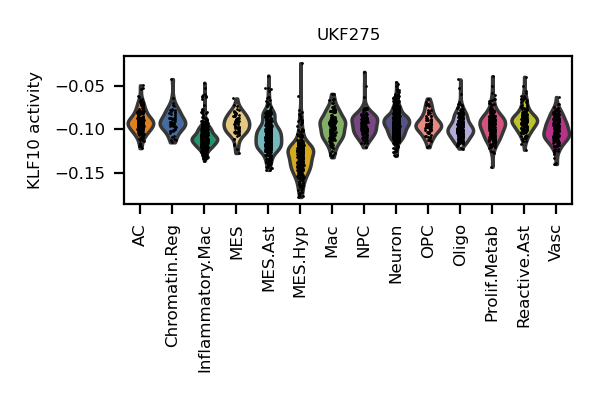 UKF275
KLF10 activity
−0.05
−0.10
−0.15
AC
Chromatin.Reg
Inflammatory.Mac
MES
MES.Ast
MES.Hyp
Mac
NPC
Neuron
OPC
Oligo
Prolif.Metab
Reactive.Ast
Vasc